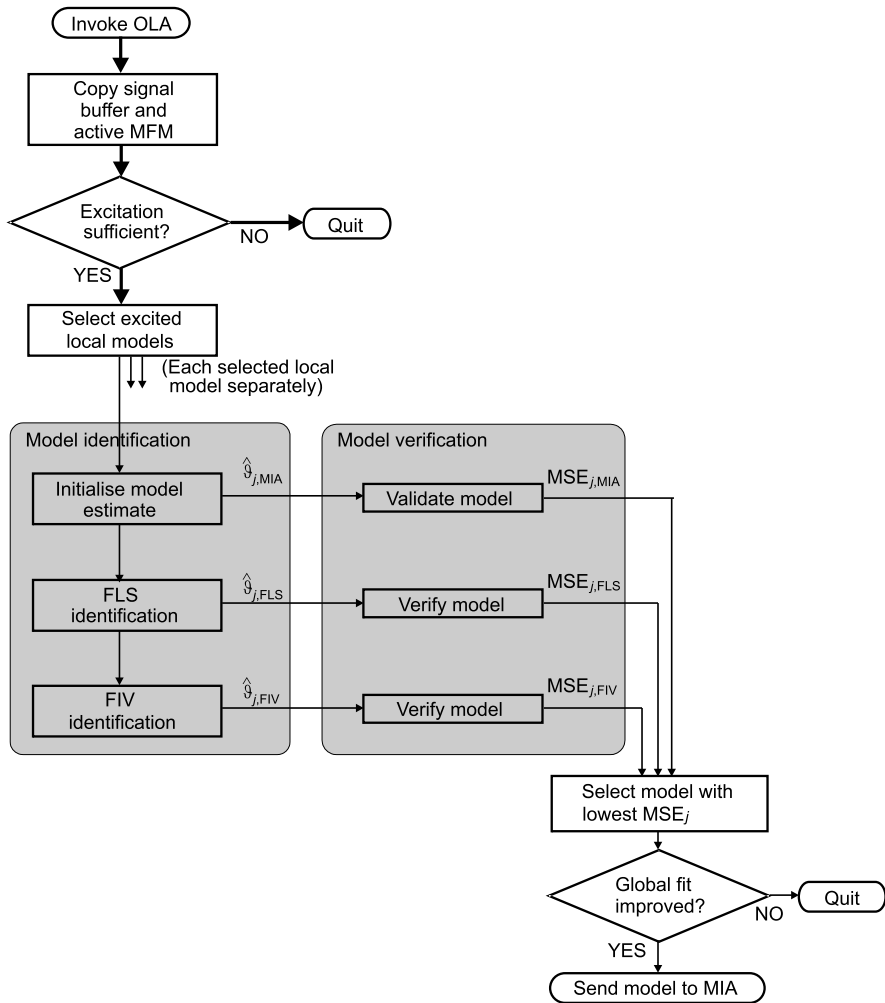 Invoke OLA
Copy signal
buffer and
active MFM
Excitation
sufficient?
NO
Quit
YES
Select excited
local models
(Each selected local
model separately)
Model identification
Model verification
Initialise model
estimate
ϑ̂j,MIA
Validate model
MSEj,MIA
FLS
identification
ϑ̂j,FLS
Verify model
MSEj,FLS
FIV
identification
ϑ̂j,FIV
Verify model
MSEj,FIV
Select model with
lowest MSEj
Global fit
improved?
NO
Quit
YES
Send model to MIA